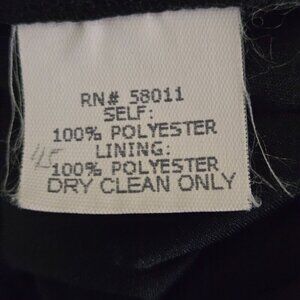 RN# 58011
SELF:
100% POLYESTER
LINING:
100% POLYESTER
DRY CLEAN ONLY